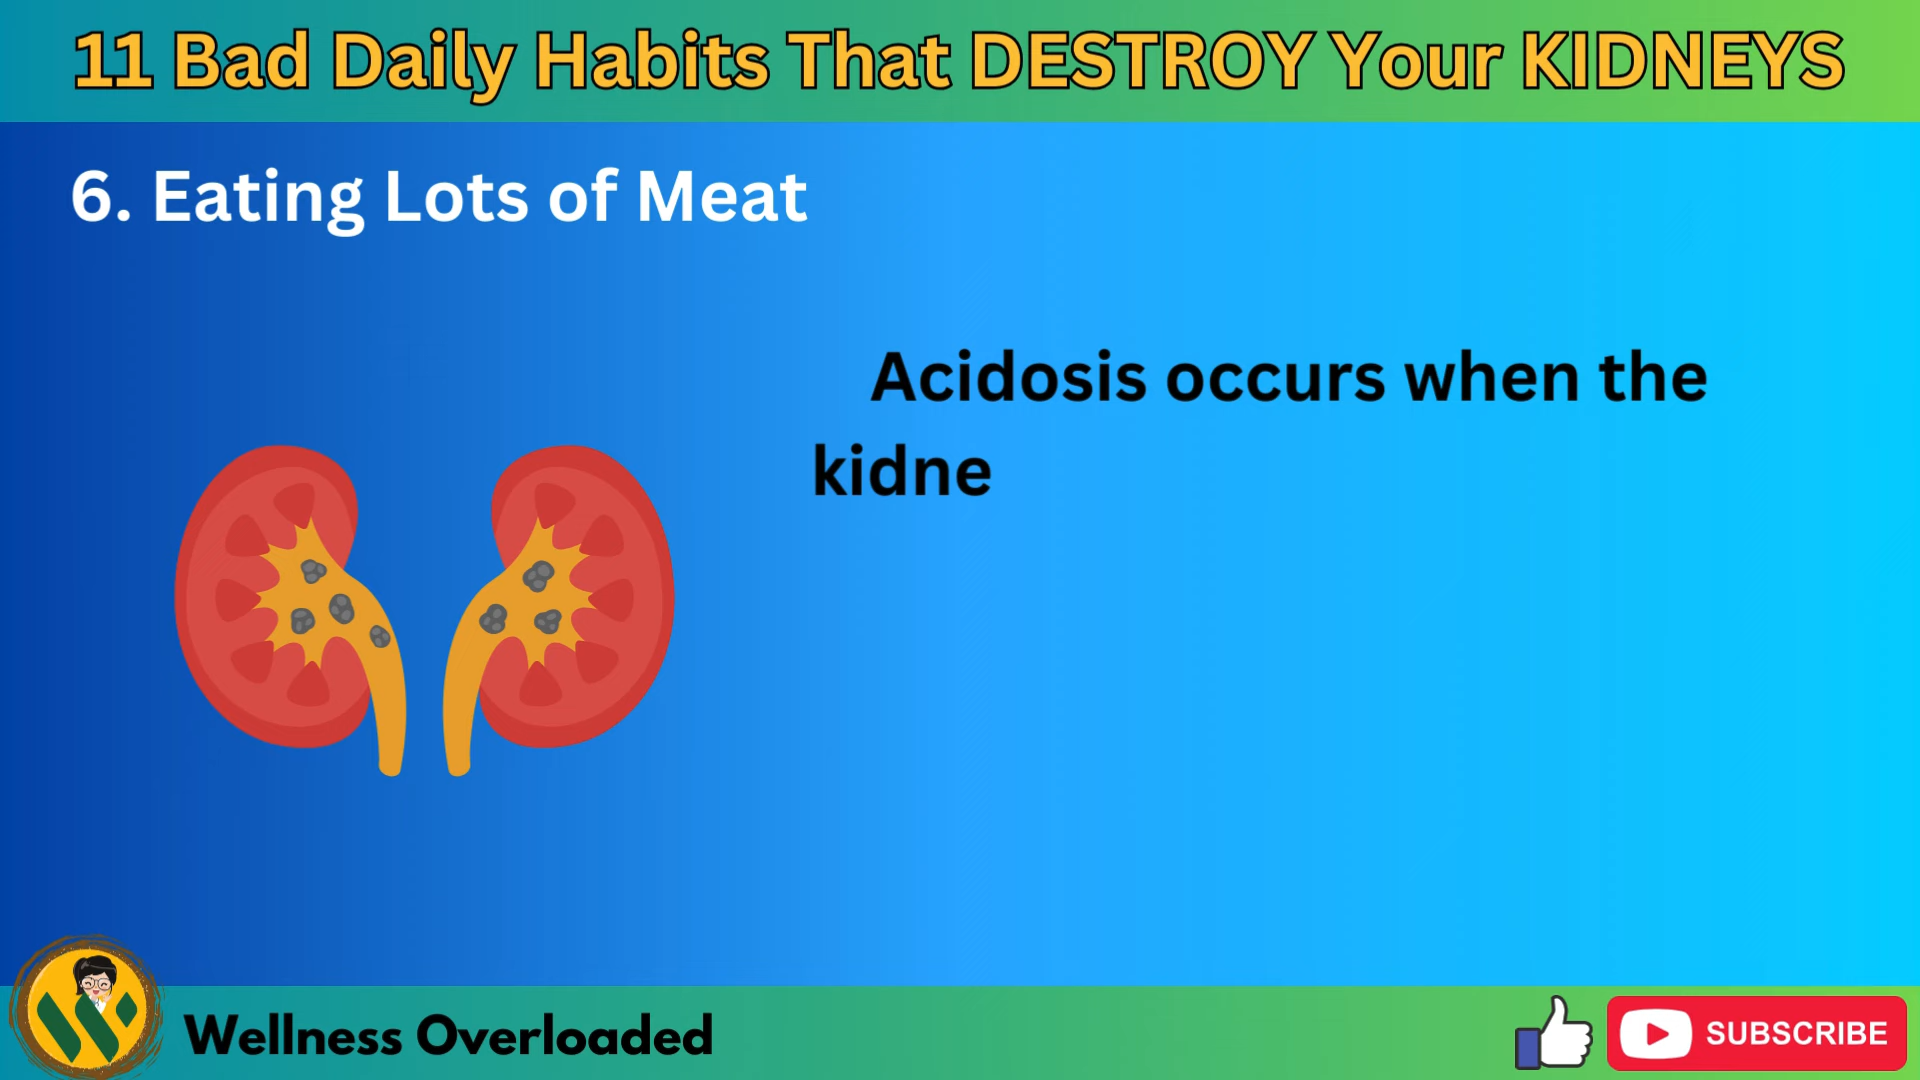 11 Bad Daily Habits That DESTROY Your KIDNEYS
6. Eating Lots of Meat
Acidosis occurs when the
kidne
Wellness Overloaded
SUBSCRIBE